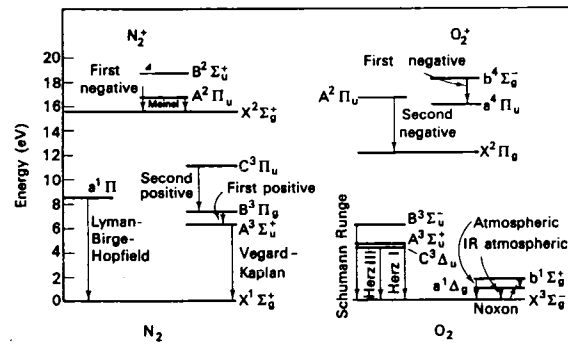 N₂⁺
O₂⁺
Energy (eV)
20
18
16
14
12
10
8
6
4
2
0
First
negative
B²Σᵤ⁺
Meinel
A²Πᵤ
X²Σg⁺
a¹Π
Lyman-
Birge-
Hopfield
C³Πᵤ
Second
positive
First positive
B³Πg
A³Σᵤ⁺
Vegard-
Kaplan
X¹Σg⁺
N₂
First
negative
b⁴Σg⁻
A²Πᵤ
a⁴Πᵤ
Second
negative
X²Πg
Schumann Runge
B³Σᵤ⁻
A³Σᵤ⁺
C³Δᵤ
Herz III
Herz I
Atmospheric
IR atmospheric
b¹Σg⁺
a¹Δg
X³Σg⁻
Noxon
O₂